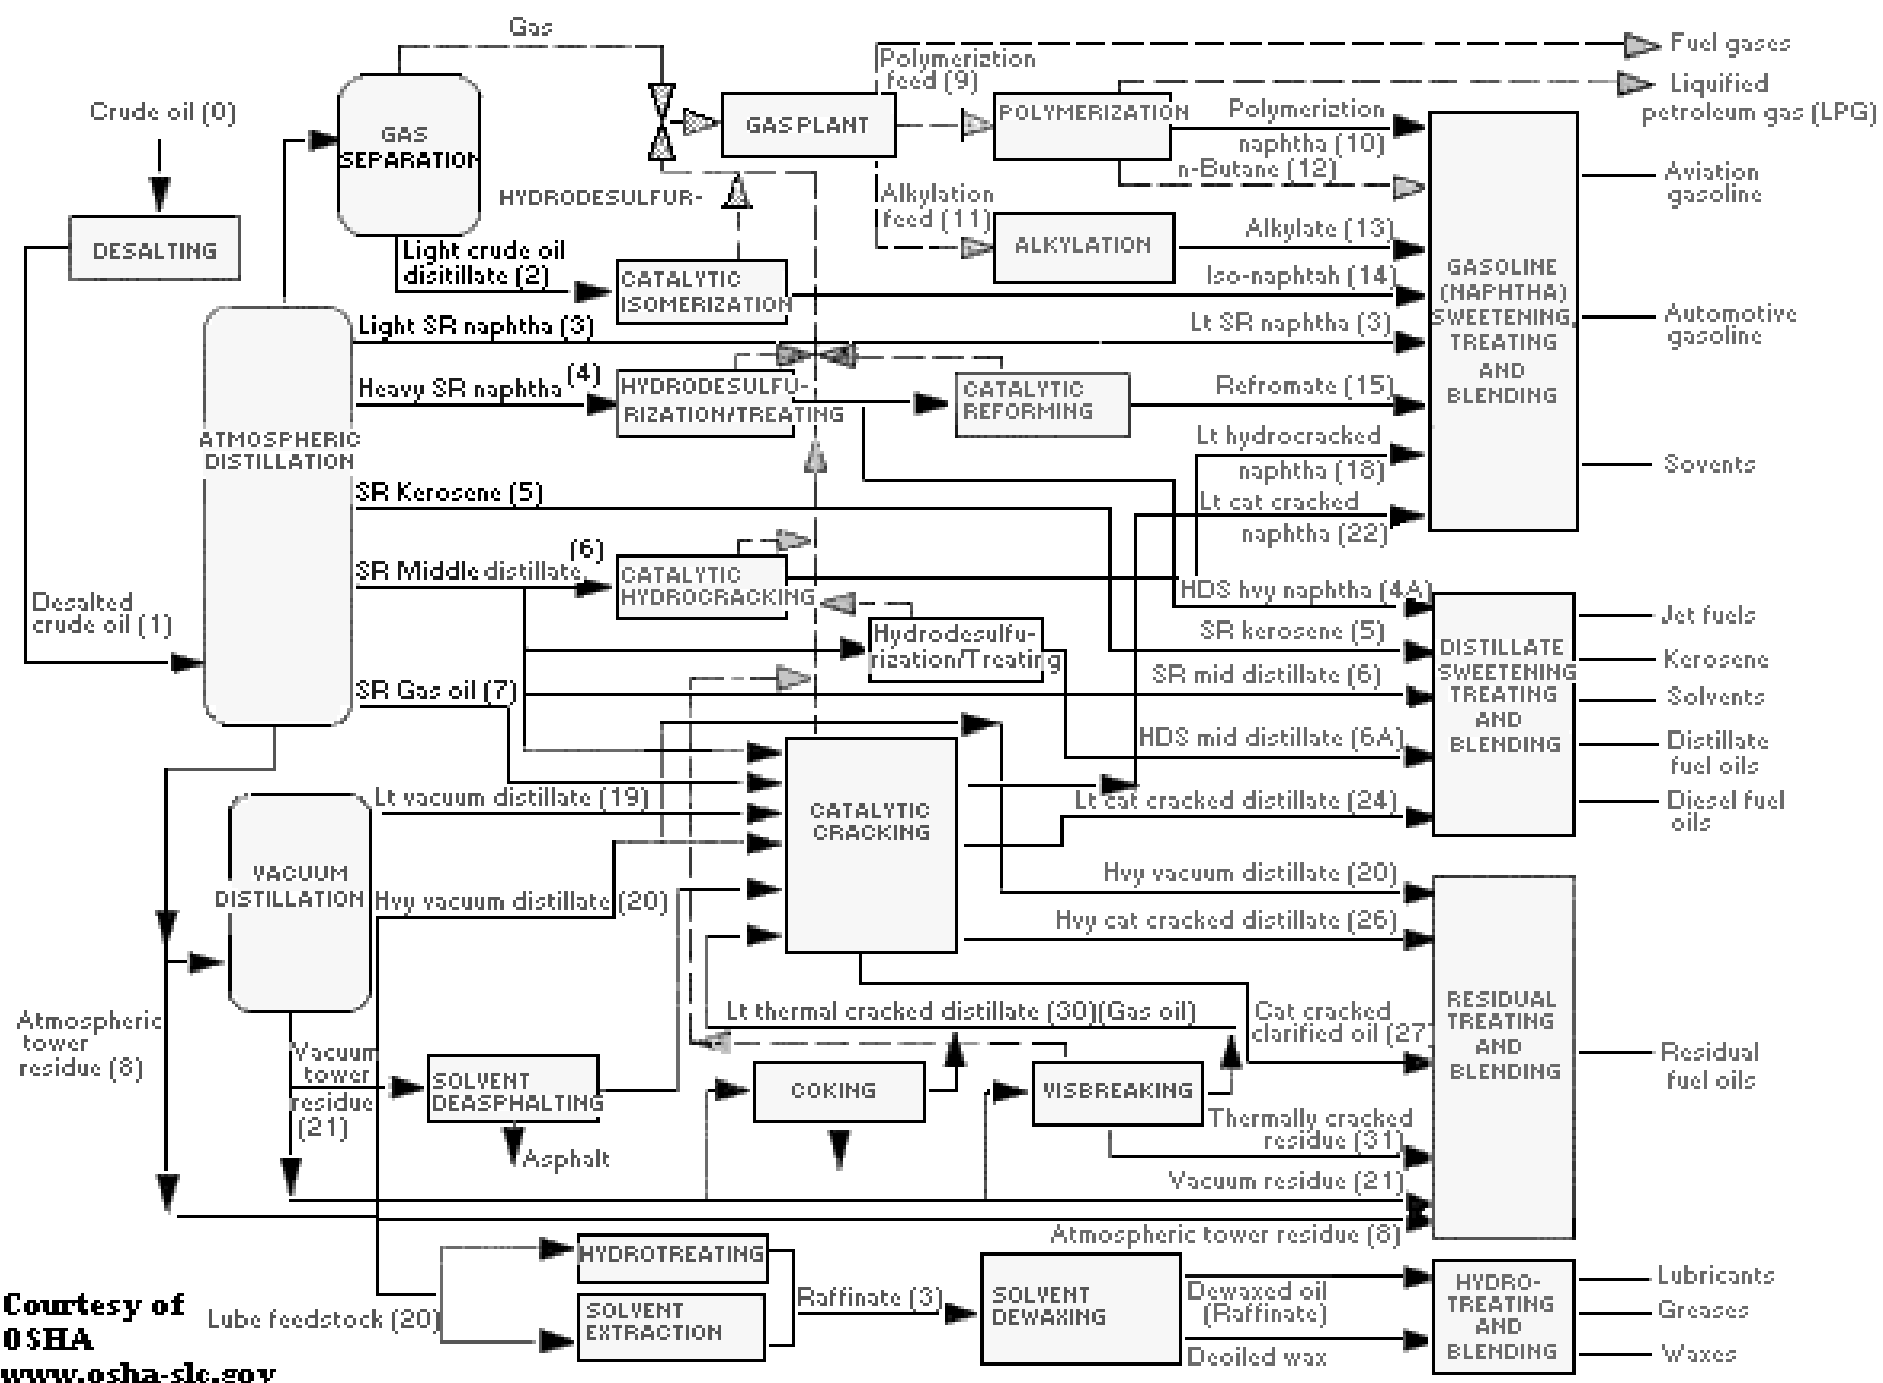 Gas
Fuel gases
Polymeriztion
feed (9)
Liquified
petroleum gas (LPG)
Crude oil (0)
GAS
SEPARATION
GAS PLANT
POLYMERIZATION
Polymeriztion
naphtha (10)
n-Butane (12)
Aviation
gasoline
HYDRODESULFUR-
Alkylation
feed (11)
DESALTING
Light crude oil
disitillate (2)
CATALYTIC
ISOMERIZATION
ALKYLATION
Alkylate (13)
Iso-naphtah (14)
GASOLINE
(NAPHTHA)
SWEETENING,
TREATING
AND
BLENDING
Automotive
gasoline
Light SR naphtha (3)
Lt SR naphtha (3)
Heavy SR naphtha (4)
HYDRODESULFU-
RIZATION/TREATING
CATALYTIC
REFORMING
Refromate (15)
ATMOSPHERIC
DISTILLATION
Lt hydrocracked
naphtha (18)
Sovents
SR Kerosene (5)
Lt cat cracked
naphtha (22)
(6)
SR Middle distillate
CATALYTIC
HYDROCRACKING
HDS hvy naphtha (4A)
Desalted
crude oil (1)
Hydrodesulfu-
rization/Treating
SR kerosene (5)
SR mid distillate (6)
DISTILLATE
SWEETENING
TREATING
AND
BLENDING
Jet fuels
Kerosene
Solvents
Distillate
fuel oils
Diesel fuel
oils
SR Gas oil (7)
HDS mid distillate (6A)
Lt vacuum distillate (19)
CATALYTIC
CRACKING
Lt cat cracked distillate (24)
VACUUM
DISTILLATION
Hvy vacuum distillate (20)
Hvy vacuum distillate (20)
Hvy cat cracked distillate (26)
Lt thermal cracked distillate (30)(Gas oil)
Cat cracked
clarified oil (27)
RESIDUAL
TREATING
AND
BLENDING
Residual
fuel oils
Atmospheric
tower
residue (8)
Vacuum
tower
residue
(21)
SOLVENT
DEASPHALTING
COKING
VISBREAKING
Thermally cracked
residue (31)
Asphalt
Vacuum residue (21)
Atmospheric tower residue (8)
HYDROTREATING
Lube feedstock (20)
SOLVENT
EXTRACTION
Raffinate (3)
SOLVENT
DEWAXING
Dewaxed oil
(Raffinate)
Deoiled wax
HYDRO-
TREATING
AND
BLENDING
Lubricants
Greases
Waxes
Courtesy of
OSHA
www.osha-slc.gov